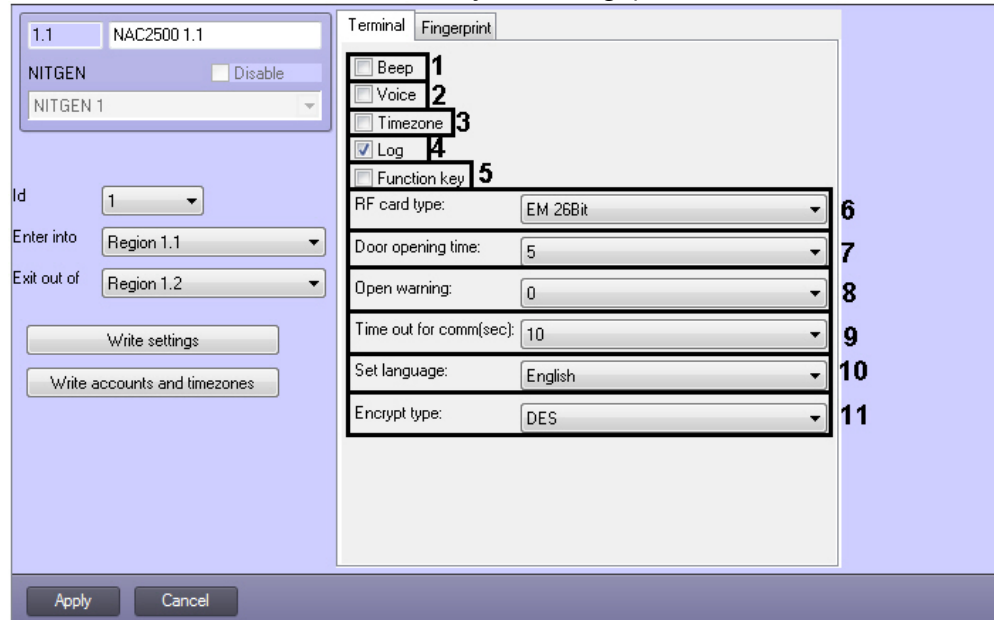 1.1 NAC2500 1.1
NITGEN Disable
NITGEN 1
Id 1
Enter into Region 1.1
Exit out of Region 1.2
Write settings
Write accounts and timezones
Terminal Fingerprint
Beep 1
Voice 2
Timezone 3
Log 4
Function key 5
RF card type: EM 26Bit 6
Door opening time: 5 7
Open warning: 0 8
Time out for comm(sec): 10 9
Set language: English 10
Encrypt type: DES 11
Apply Cancel